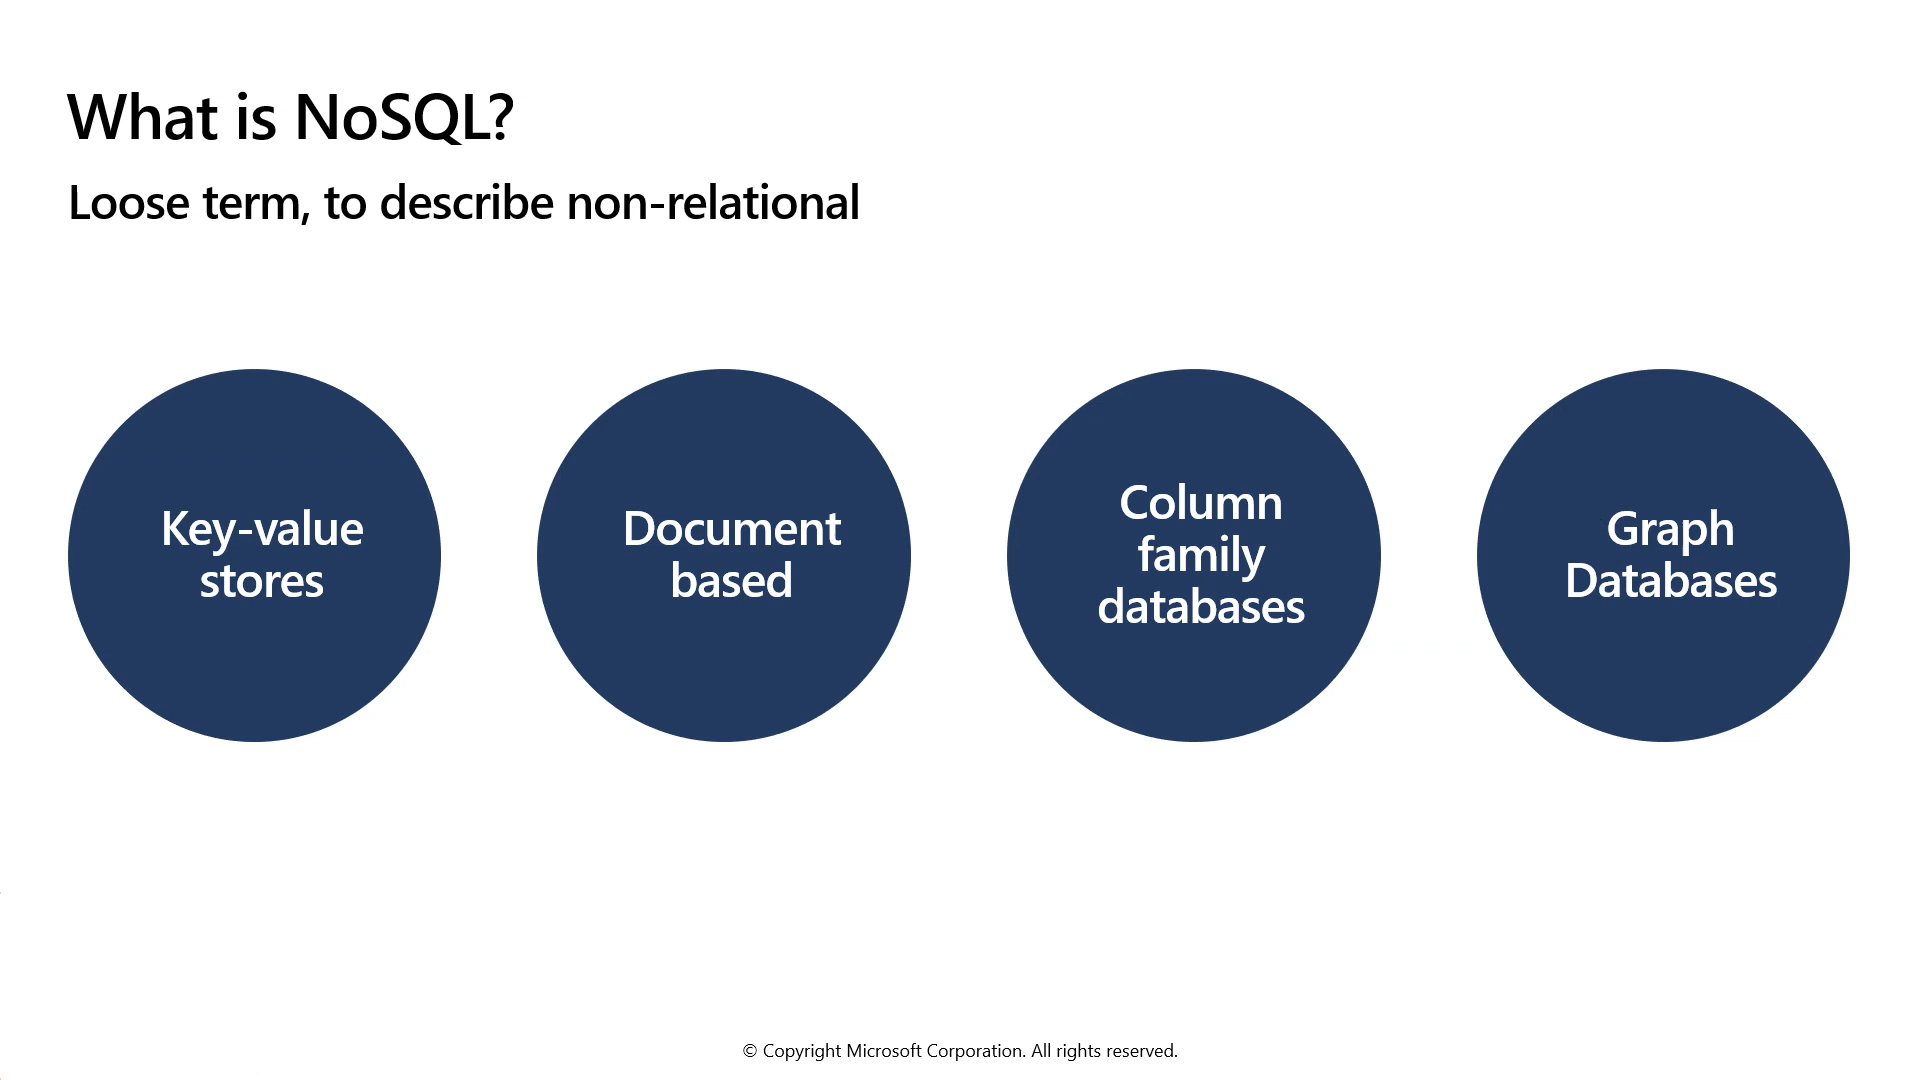 What is NoSQL?
Loose term, to describe non-relational
Key-value
stores
Document
based
Column
family
databases
Graph
Databases
© Copyright Microsoft Corporation. All rights reserved.